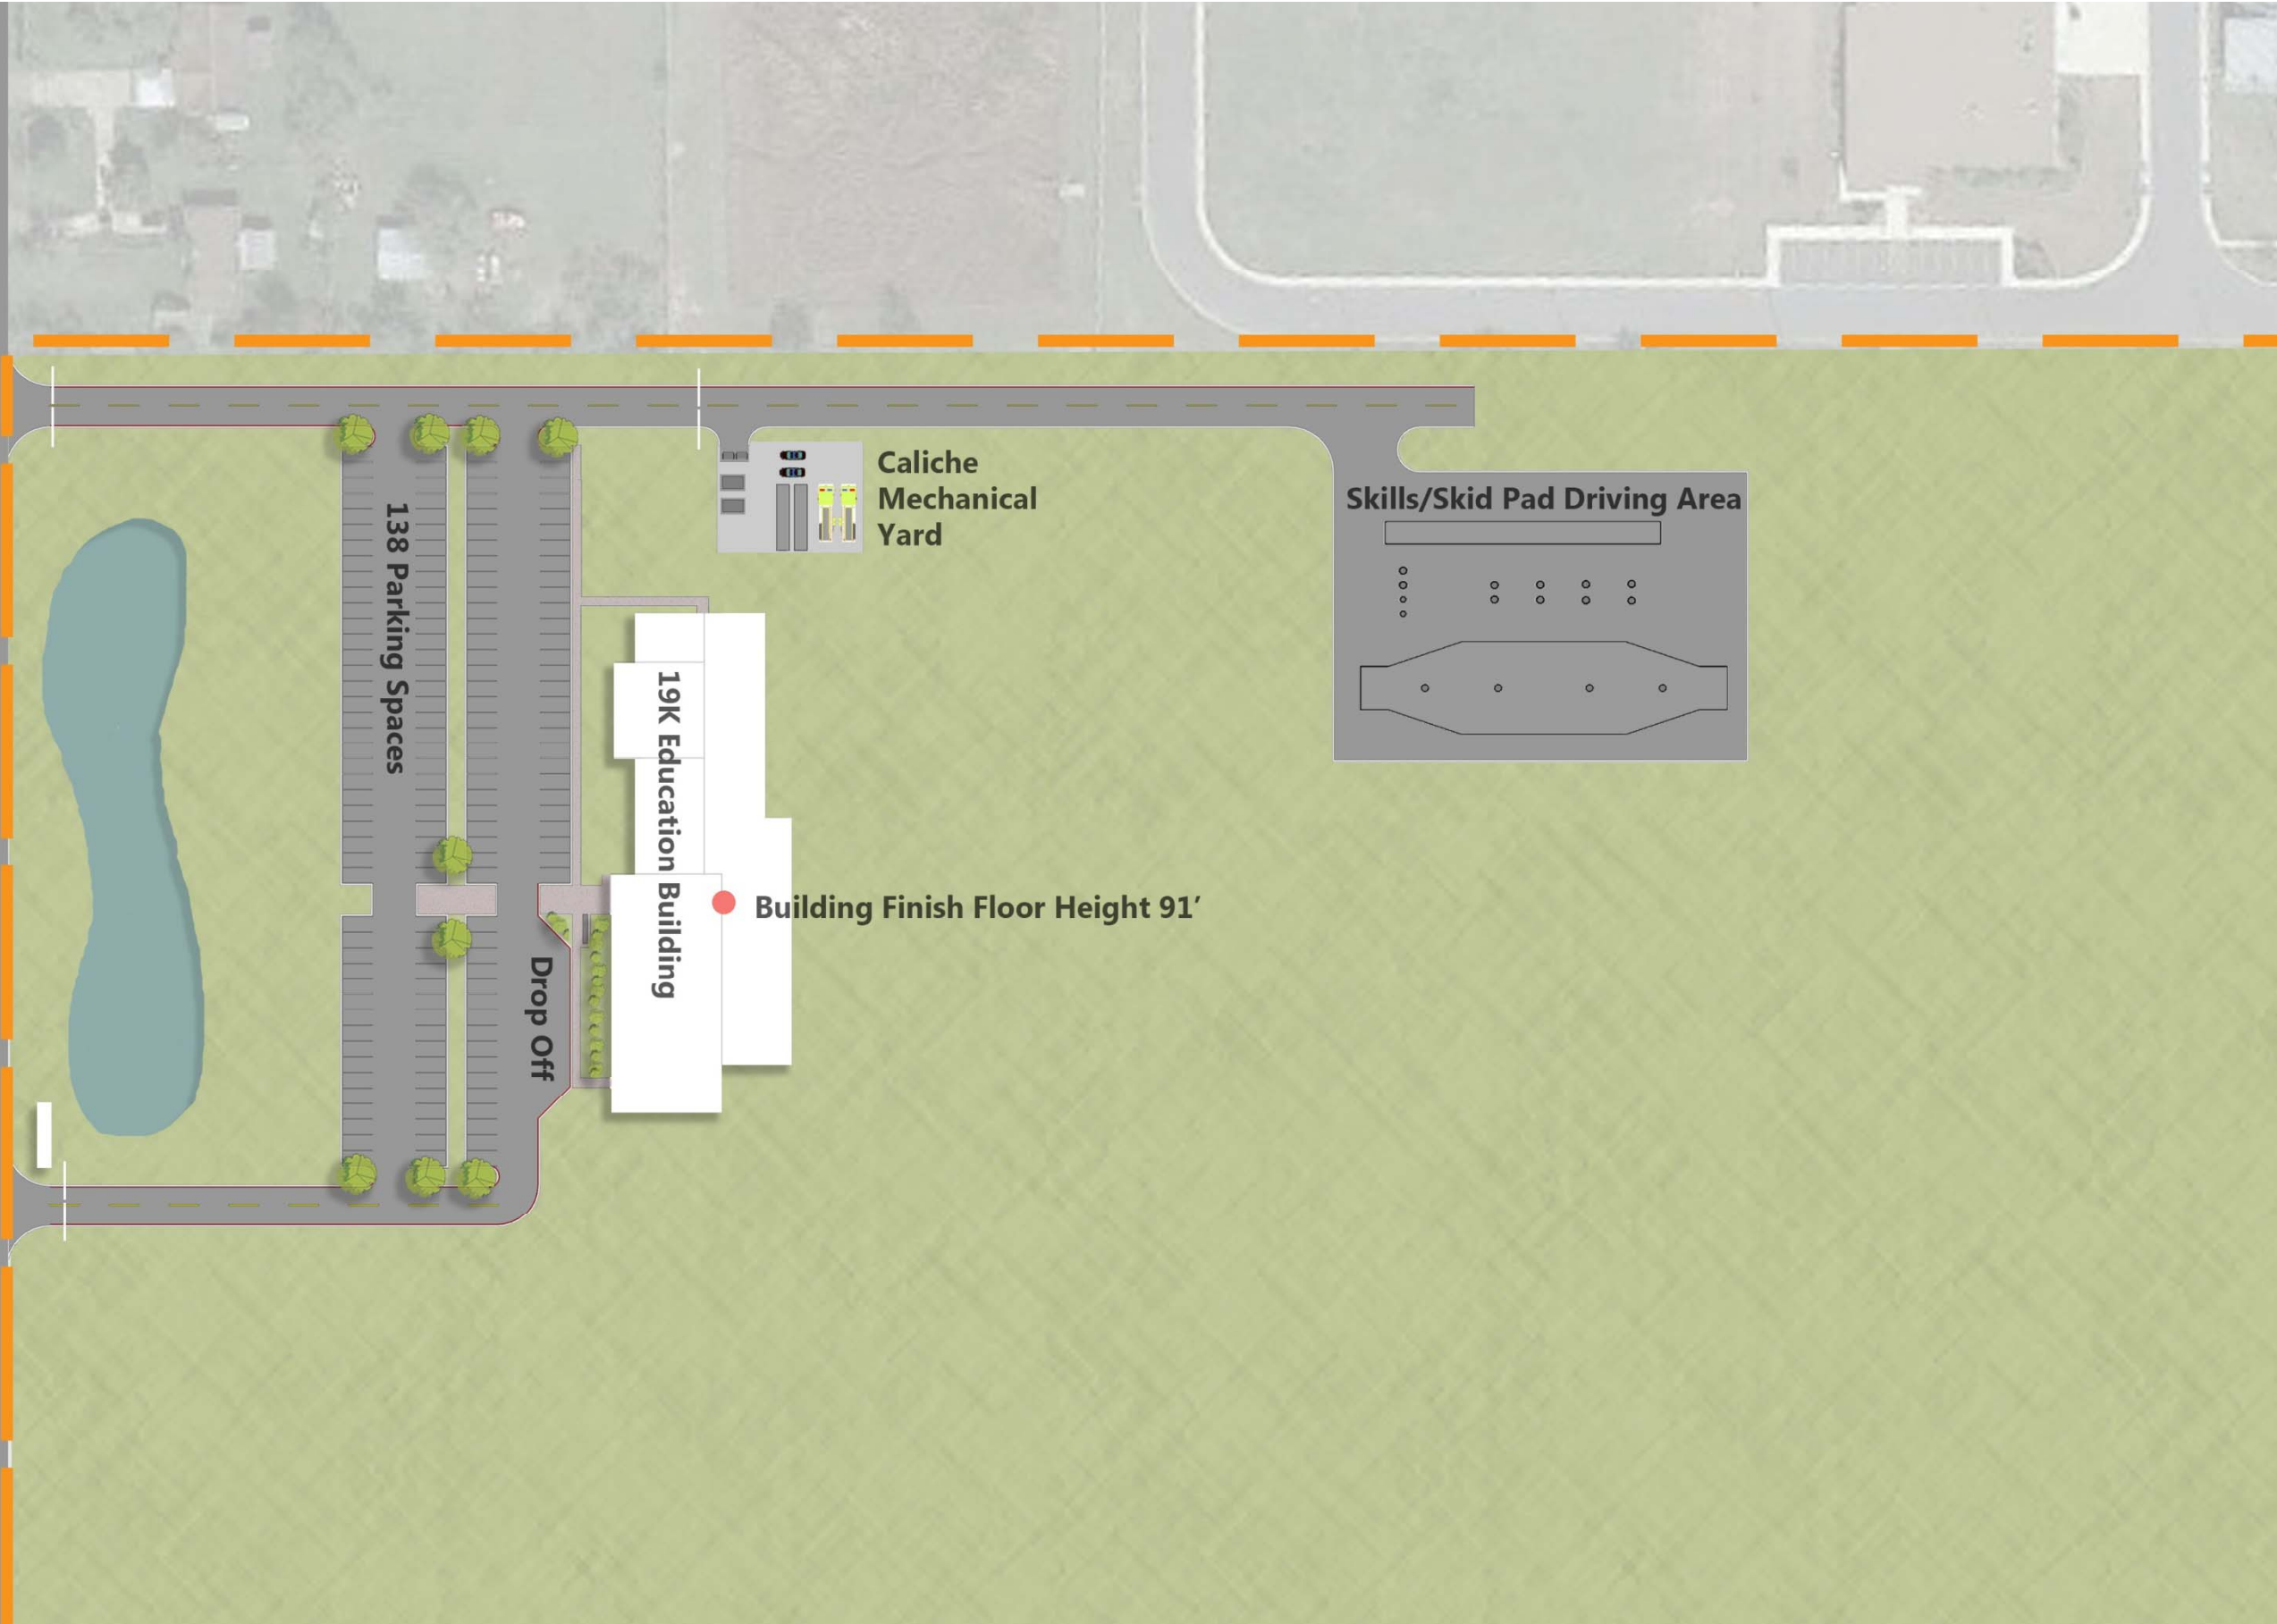 138 Parking Spaces
Caliche
Mechanical
Yard
Skills/Skid Pad Driving Area
19K Education Building
Building Finish Floor Height 91’
Drop Off